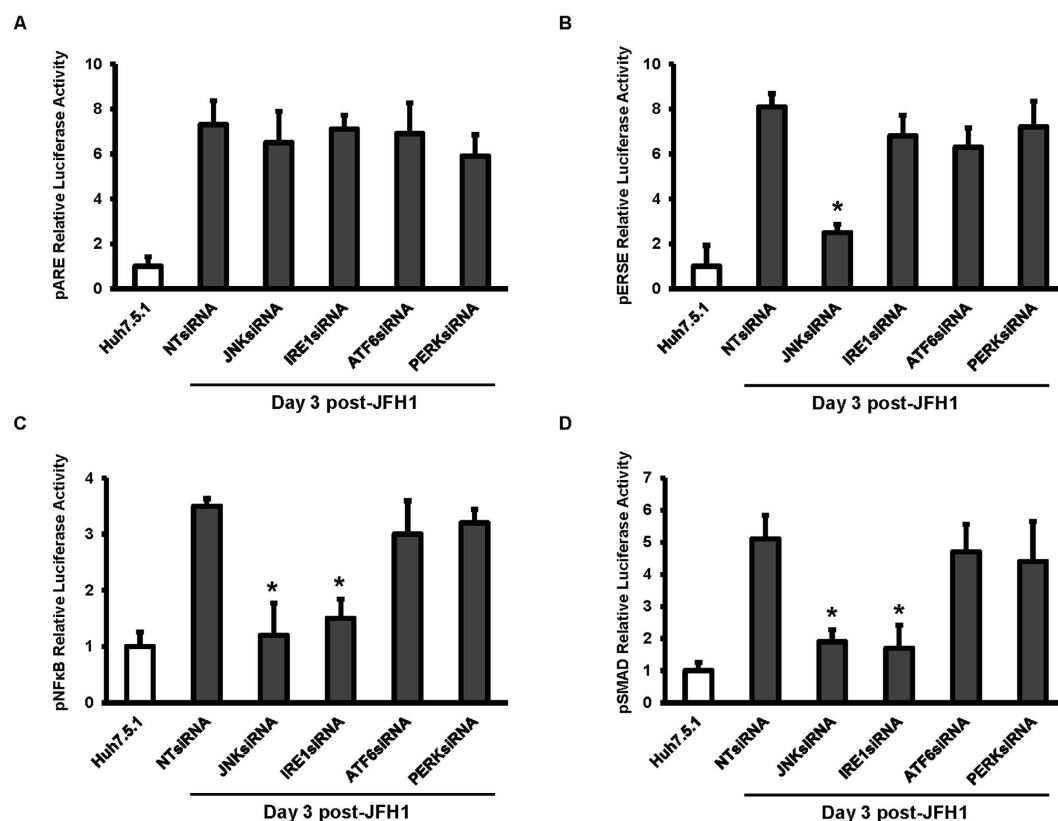 A
pARE Relative Luciferase Activity
10
8
6
4
2
0
Huh7.5.1
NTsiRNA
JNKsiRNA
IRE1siRNA
ATF6siRNA
PERKsiRNA
Day 3 post-JFH1
B
pERSE Relative Luciferase Activity
10
8
6
4
2
0
*
Huh7.5.1
NTsiRNA
JNKsiRNA
IRE1siRNA
ATF6siRNA
PERKsiRNA
Day 3 post-JFH1
C
pNFκB Relative Luciferase Activity
4
3
2
1
0
*
*
Huh7.5.1
NTsiRNA
JNKsiRNA
IRE1siRNA
ATF6siRNA
PERKsiRNA
Day 3 post-JFH1
D
pSMAD Relative Luciferase Activity
7
6
5
4
3
2
1
0
*
*
Huh7.5.1
NTsiRNA
JNKsiRNA
IRE1siRNA
ATF6siRNA
PERKsiRNA
Day 3 post-JFH1